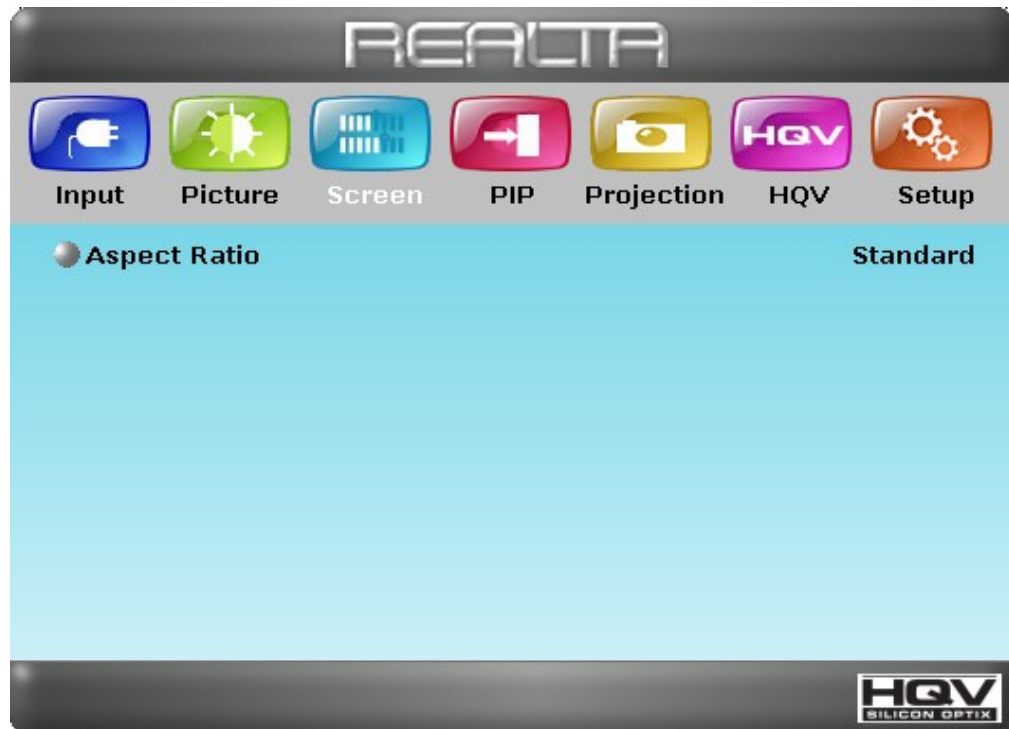 REALTA
HQV
Input Picture Screen PIP Projection HQV Setup
Aspect Ratio Standard
HQV
SILICON OPTIX